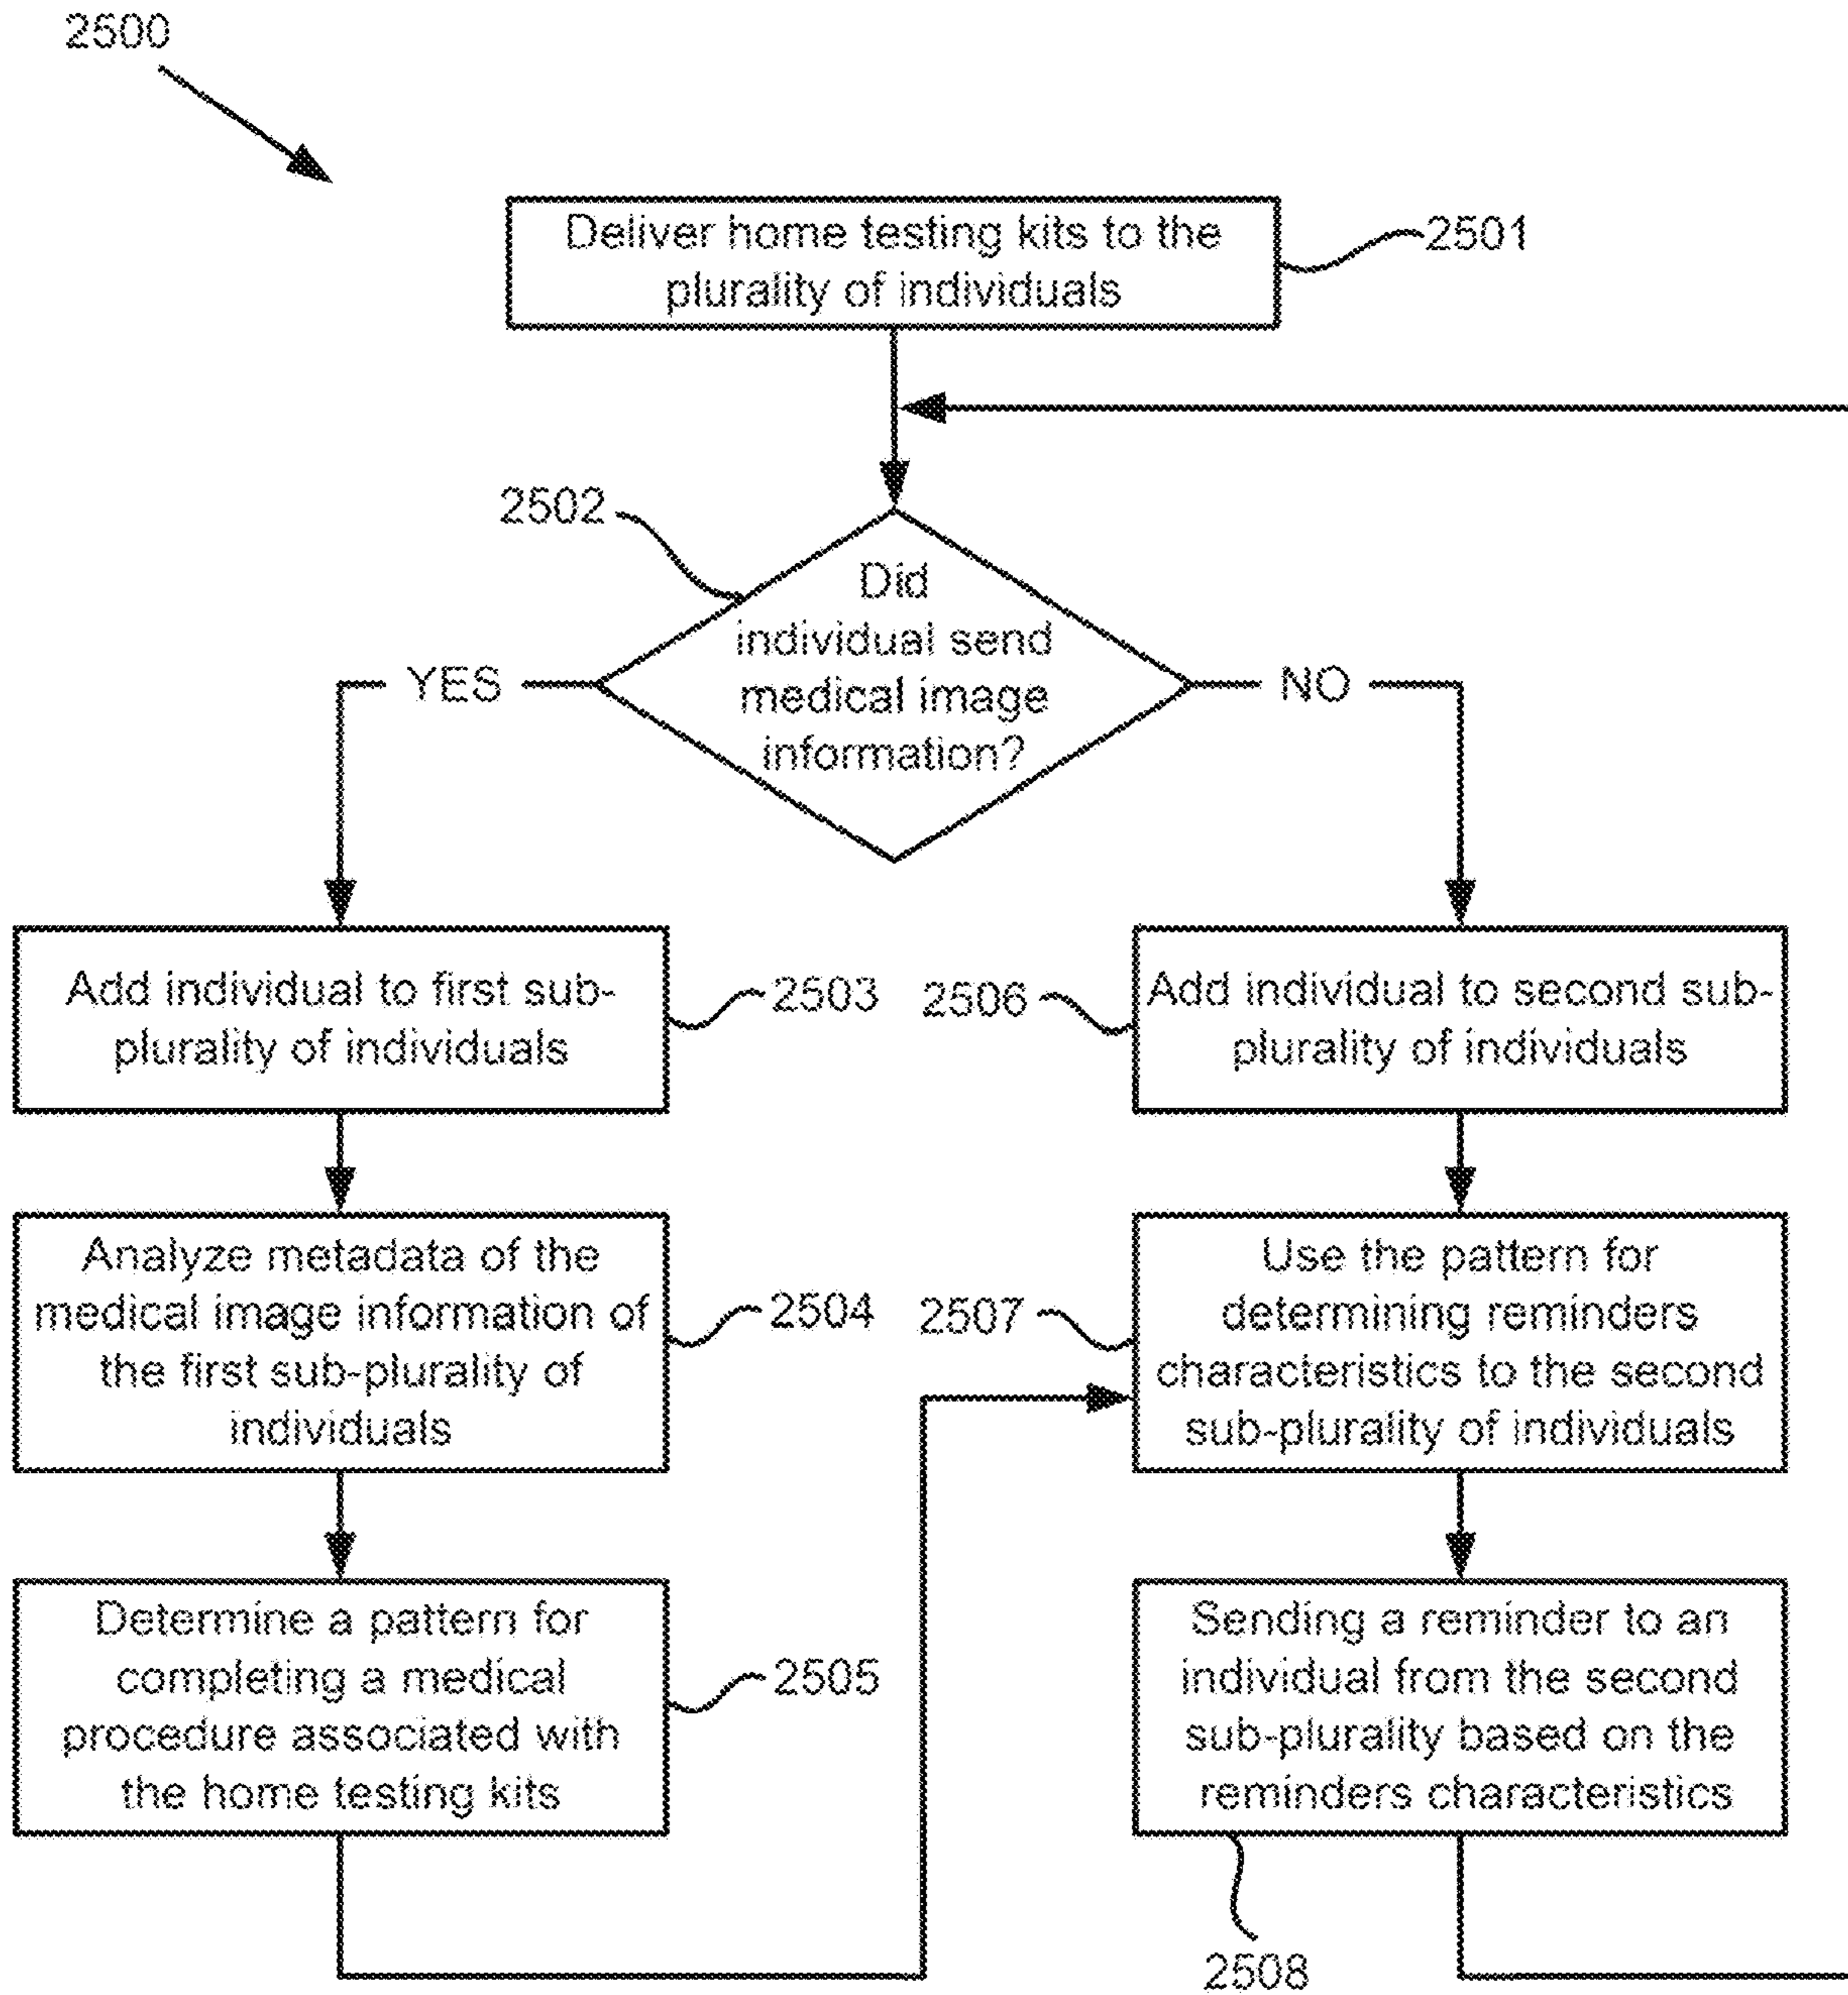 2500
Deliver home testing kits to the
plurality of individuals
2501
2502
Did
individual send
medical image
information?
YES
NO
Add individual to first sub-
plurality of individuals
2503
2506
Add individual to second sub-
plurality of individuals
Analyze metadata of the
medical image information of
the first sub-plurality of
individuals
2504
2507
Use the pattern for
determining reminders
characteristics to the second
sub-plurality of individuals
Determine a pattern for
completing a medical
procedure associated with
the home testing kits
2505
Sending a reminder to an
individual from the second
sub-plurality based on the
reminders characteristics
2508